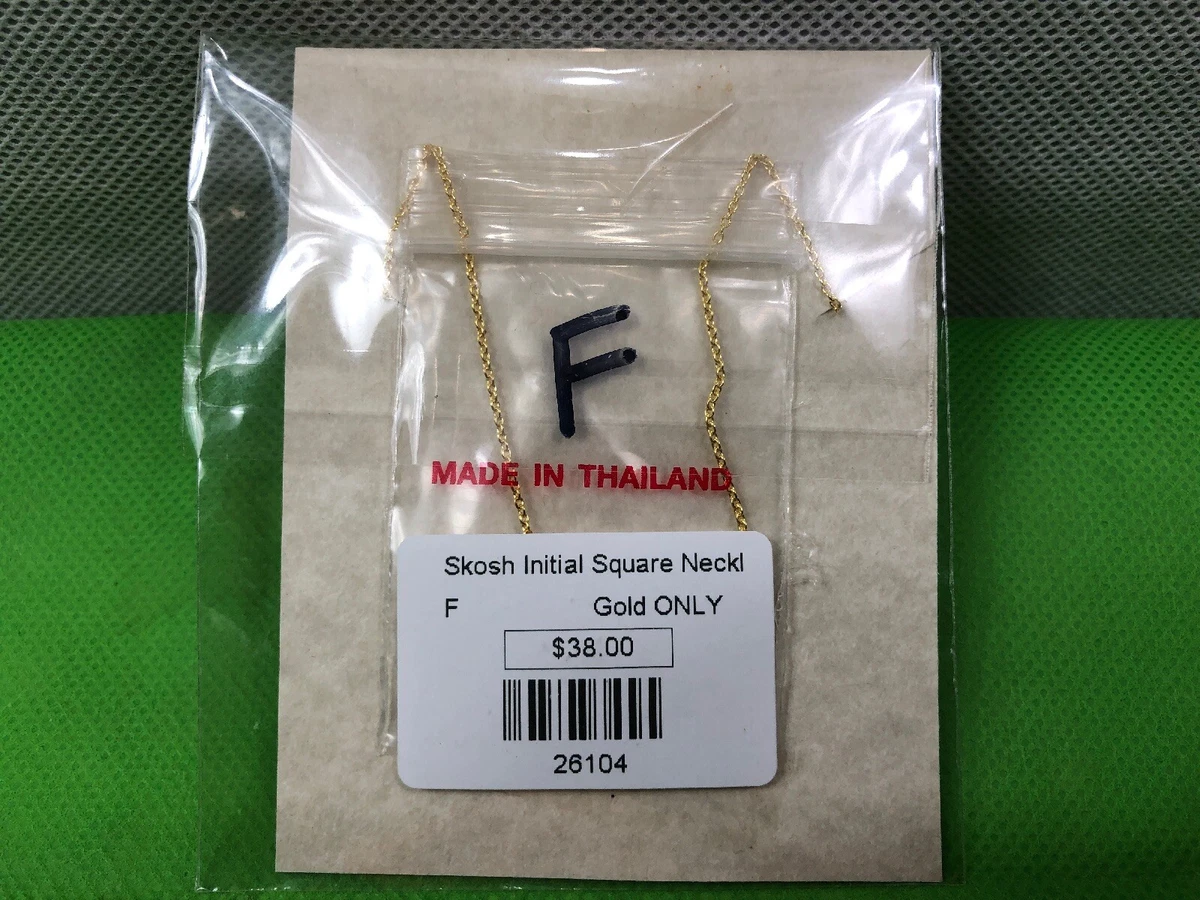 F
MADE IN THAILAND
Skosh Initial Square Neckl
F Gold ONLY
$38.00
26104